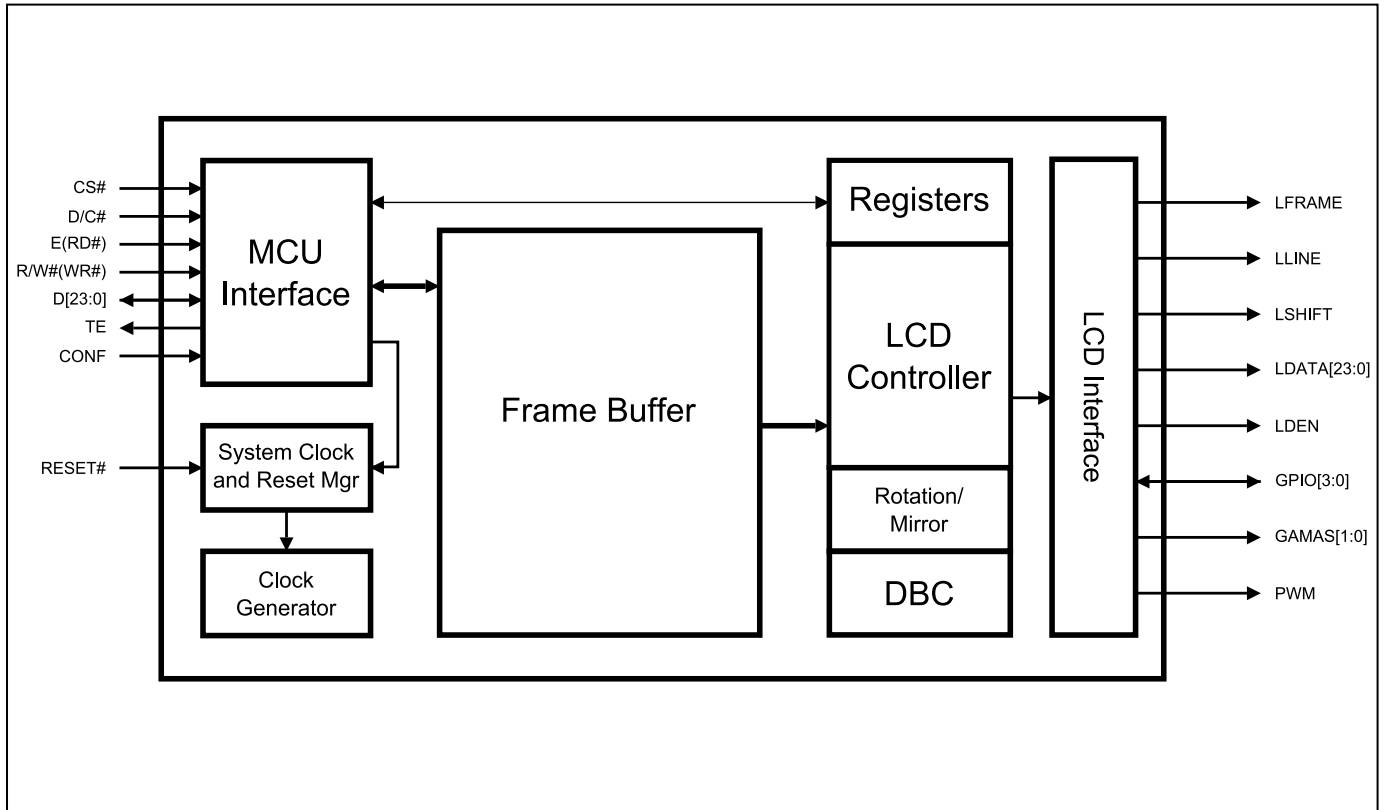 CS#
D/C#
E(RD#)
R/W#(WR#)
D[23:0]
TE
CONF
RESET#
MCU
Interface
System Clock
and Reset Mgr
Clock
Generator
Frame Buffer
Registers
LCD
Controller
Rotation/
Mirror
DBC
LCD Interface
LFRAME
LLINE
LSHIFT
LDATA[23:0]
LDEN
GPIO[3:0]
GAMAS[1:0]
PWM